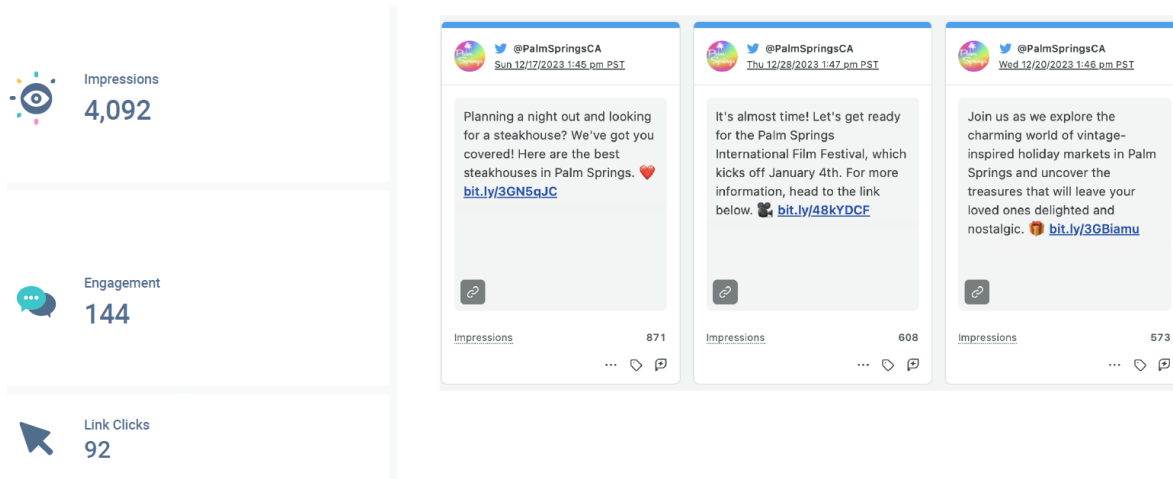 Impressions
4,092
Engagement
144
Link Clicks
92
@PalmSpringsCA
Sun 12/17/2023 1:45 pm PST
Planning a night out and looking
for a steakhouse? We've got you
covered! Here are the best
steakhouses in Palm Springs. ❤️
bit.ly/3GN5qJC
Impressions 871
@PalmSpringsCA
Thu 12/28/2023 1:47 pm PST
It's almost time! Let's get ready
for the Palm Springs
International Film Festival, which
kicks off January 4th. For more
information, head to the link
below. 🎥 bit.ly/48kYDCF
Impressions 608
@PalmSpringsCA
Wed 12/20/2023 1:46 pm PST
Join us as we explore the
charming world of vintage-
inspired holiday markets in Palm
Springs and uncover the
treasures that will leave your
loved ones delighted and
nostalgic. 🎁 bit.ly/3GBiamu
Impressions 573